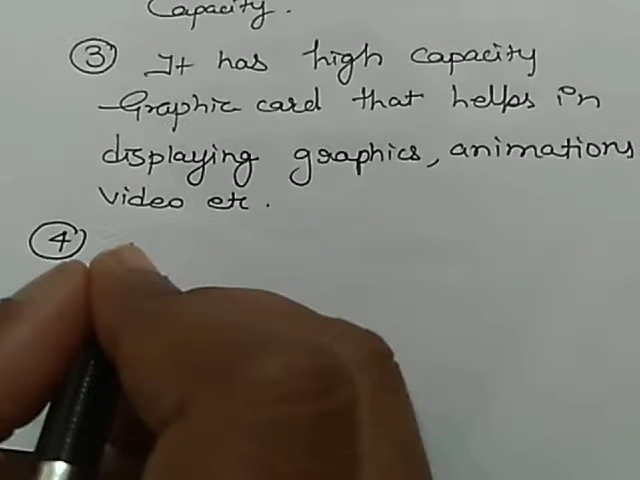 Capacity.
③ It has high capacity
Graphic card that helps in
displaying graphics, animations
video etc.
④